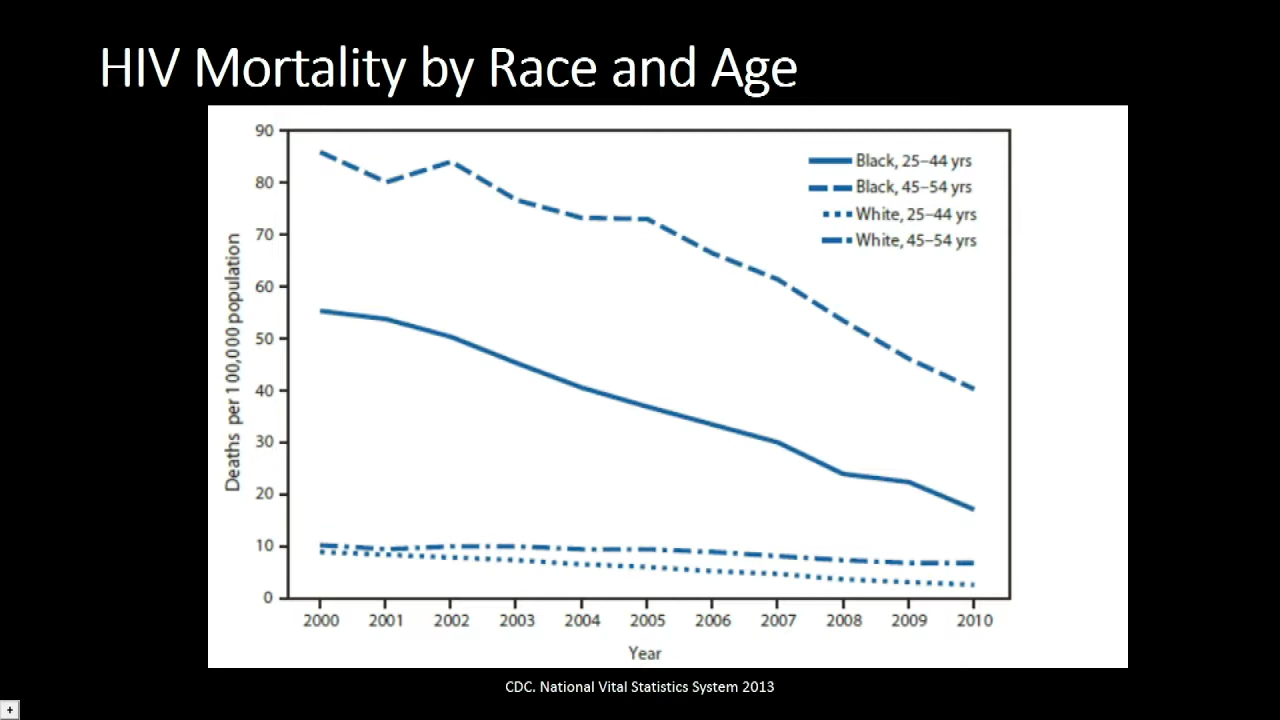 HIV Mortality by Race and Age
90
80
70
60
50
40
30
20
10
0
Deaths per 100,000 population
Black, 25–44 yrs
Black, 45–54 yrs
White, 25–44 yrs
White, 45–54 yrs
2000 2001 2002 2003 2004 2005 2006 2007 2008 2009 2010
Year
CDC. National Vital Statistics System 2013
+